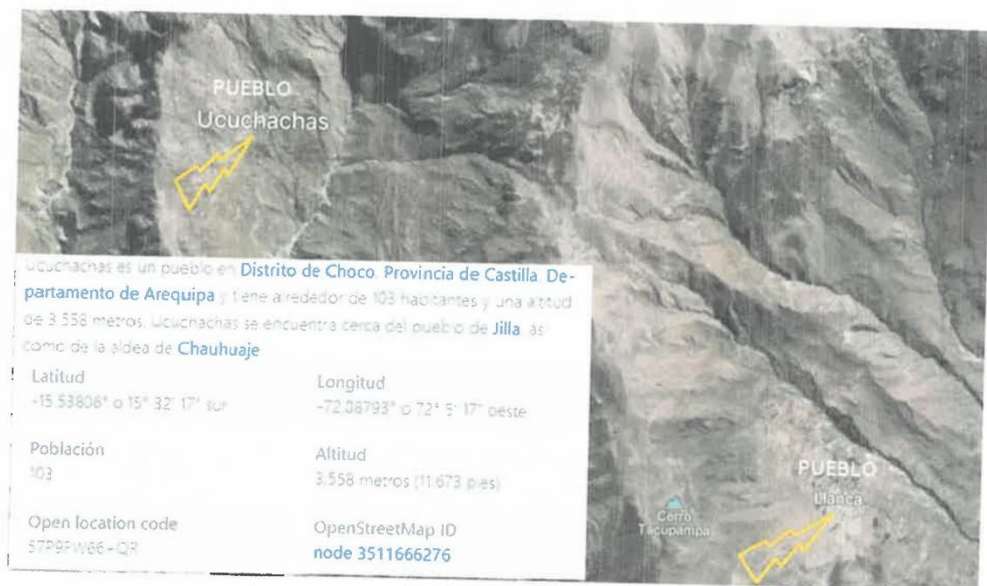 PUEBLO
Ucuchachas
Ucuchachas es un pueblo en Distrito de Choco, Provincia de Castilla, De-
partamento de Arequipa y tiene alrededor de 103 habitantes y una altitud
de 3 558 metros. Ucuchachas se encuentra cerca del pueblo de Jilla, as
como de la aldea de Chauhuaje
Latitud
-15.53808° o 15° 32' 17" sur
Longitud
-72.08793° o 72° 5' 17" oeste
Población
103
Altitud
3,558 metros (11,673 pies)
Open location code
OpenStreetMap ID
node 3511666276
PUEBLO
Llanca
Cerro
Tacupampa